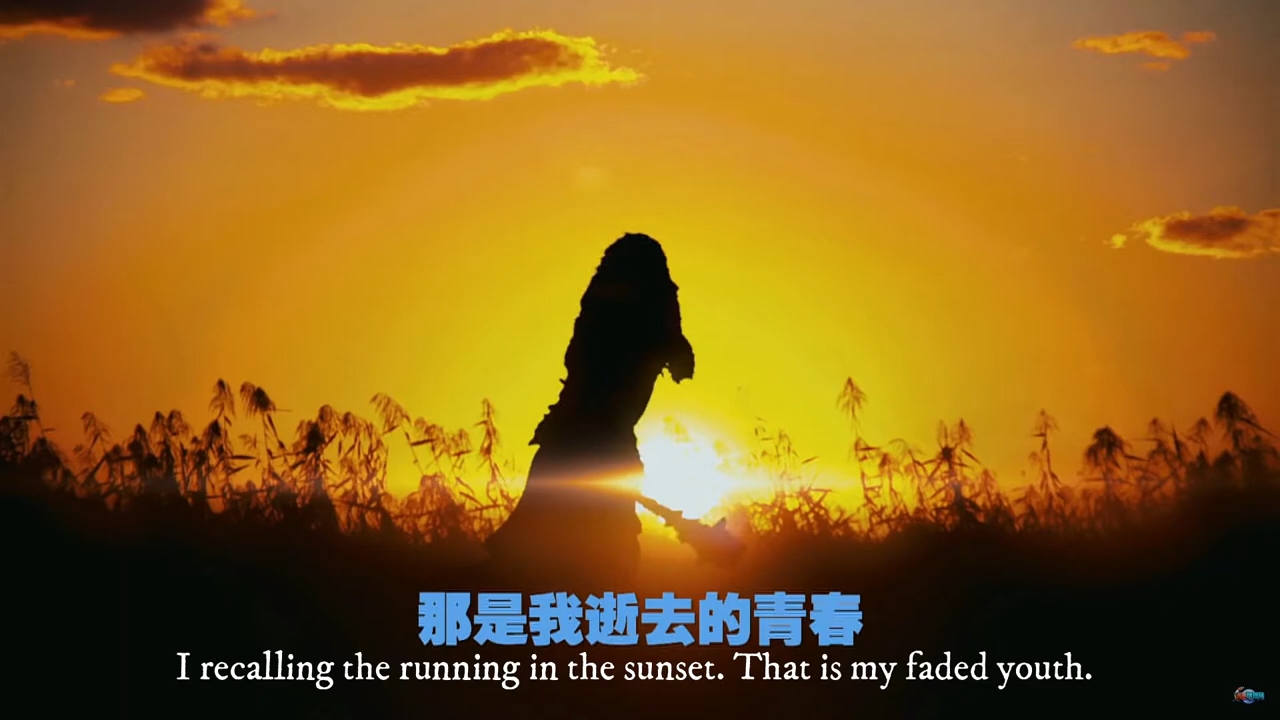 那是我逝去的青春
I recalling the running in the sunset. That is my faded youth.